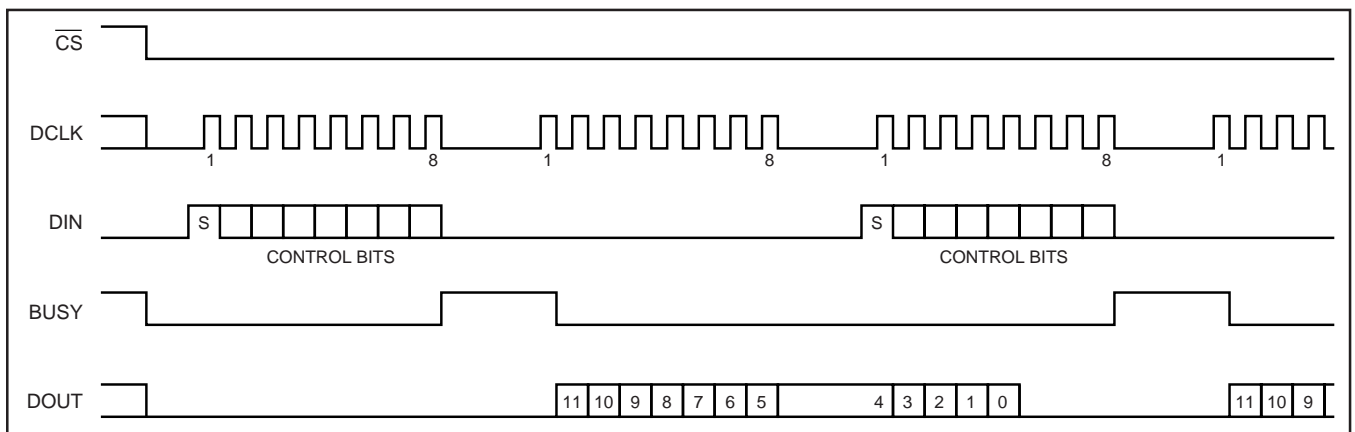 CS
DCLK
1 8 1 8 1 8 1
DIN
S S
CONTROL BITS CONTROL BITS
BUSY
DOUT
11 10 9 8 7 6 5 4 3 2 1 0 11 10 9